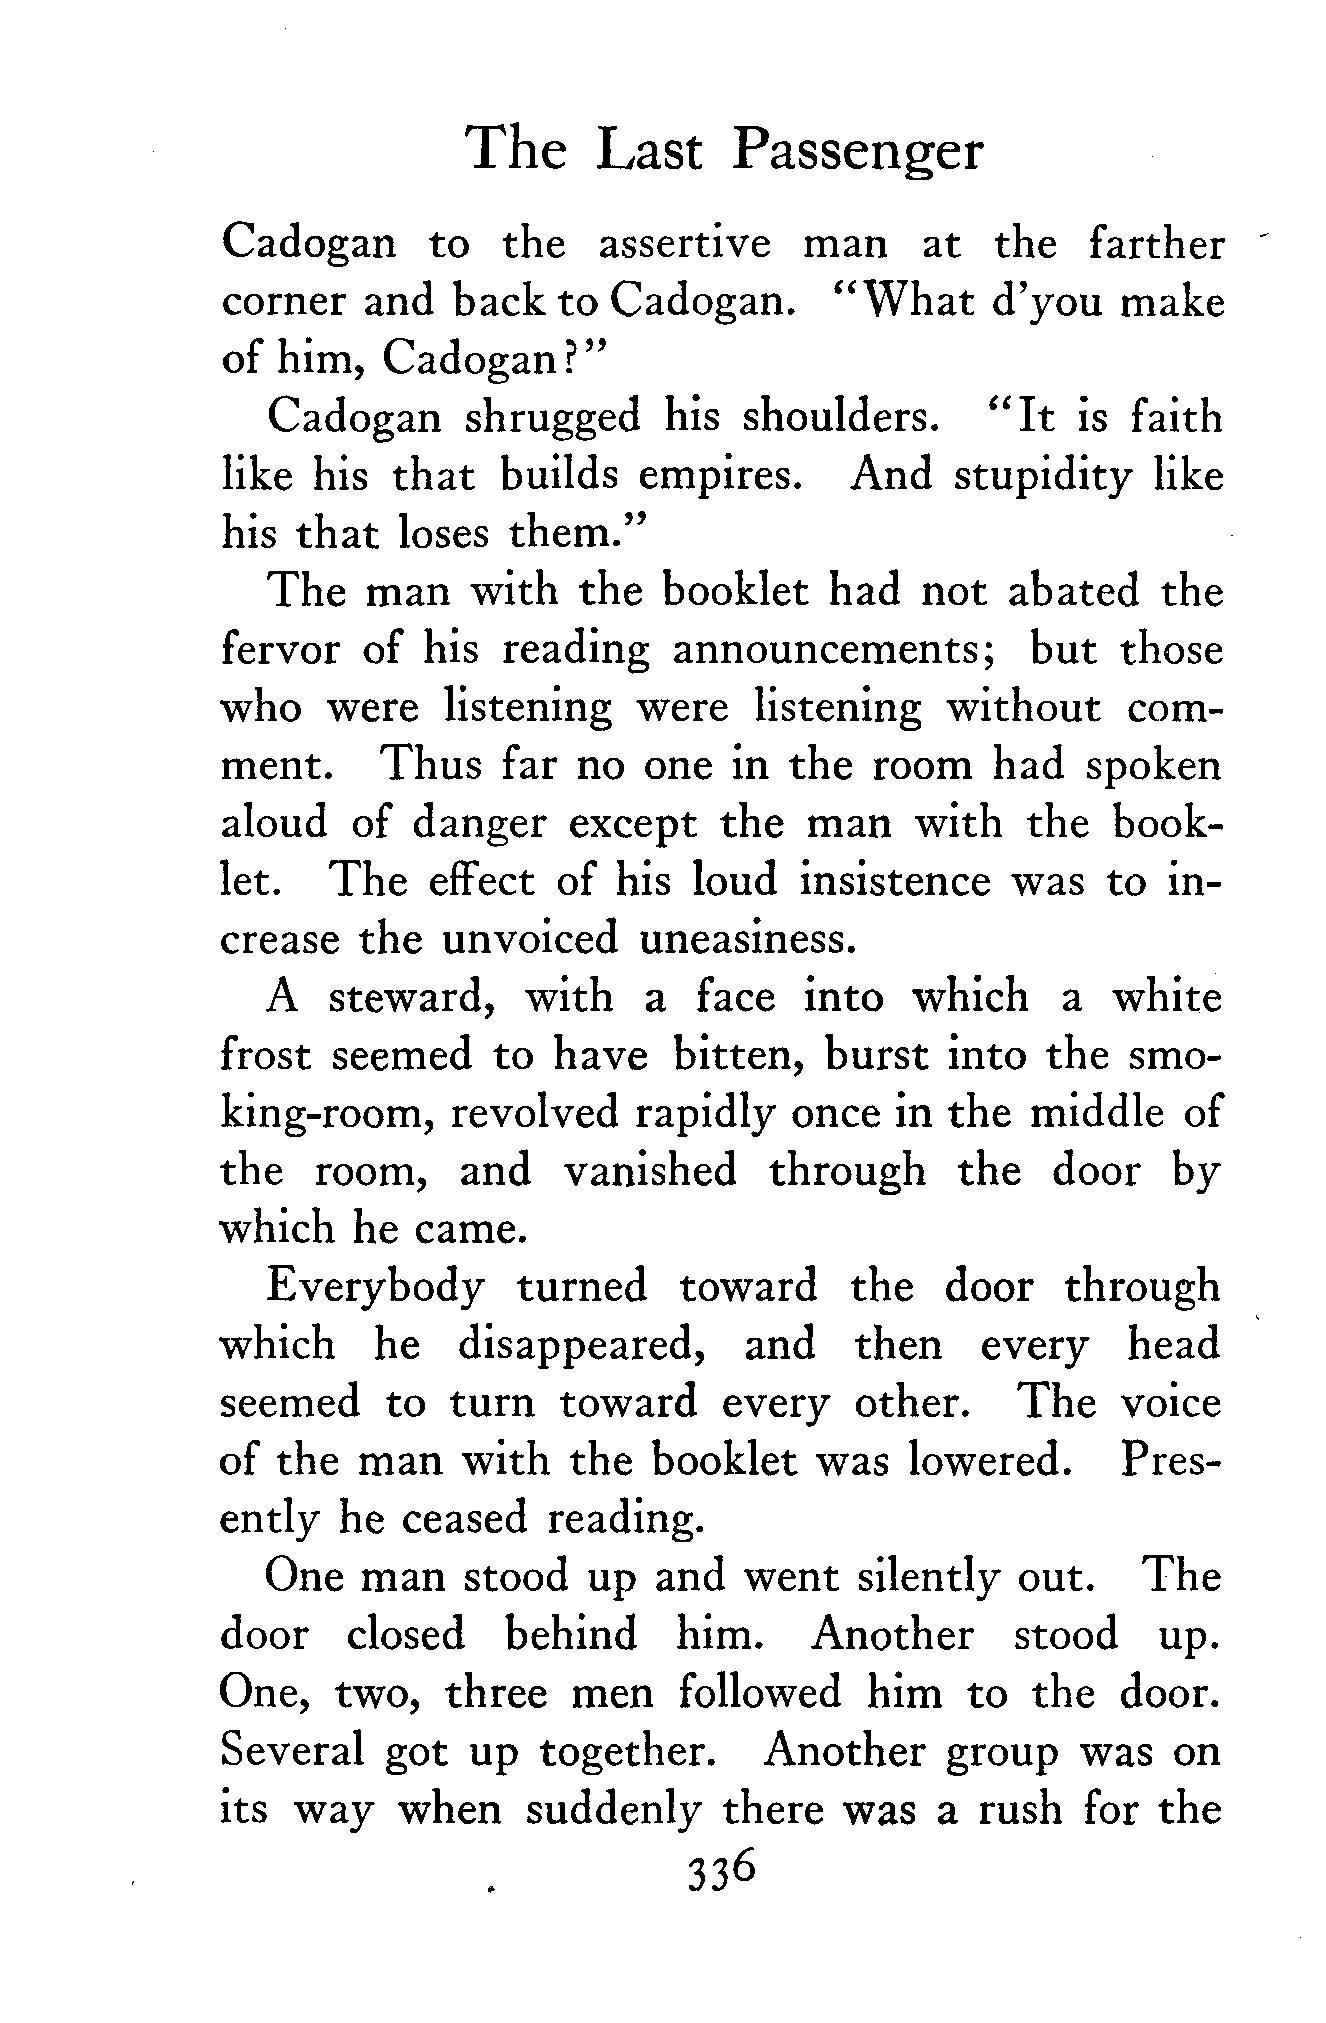 The Last Passenger
Cadogan to the assertive man at the farther
corner and back to Cadogan. “What d’you make
of him, Cadogan?”
Cadogan shrugged his shoulders. “It is faith
like his that builds empires. And stupidity like
his that loses them.”
The man with the booklet had not abated the
fervor of his reading announcements; but those
who were listening were listening without com-
ment. Thus far no one in the room had spoken
aloud of danger except the man with the book-
let. The effect of his loud insistence was to in-
crease the unvoiced uneasiness.
A steward, with a face into which a white
frost seemed to have bitten, burst into the smo-
king-room, revolved rapidly once in the middle of
the room, and vanished through the door by
which he came.
Everybody turned toward the door through
which he disappeared, and then every head
seemed to turn toward every other. The voice
of the man with the booklet was lowered. Pres-
ently he ceased reading.
One man stood up and went silently out. The
door closed behind him. Another stood up.
One, two, three men followed him to the door.
Several got up together. Another group was on
its way when suddenly there was a rush for the
336